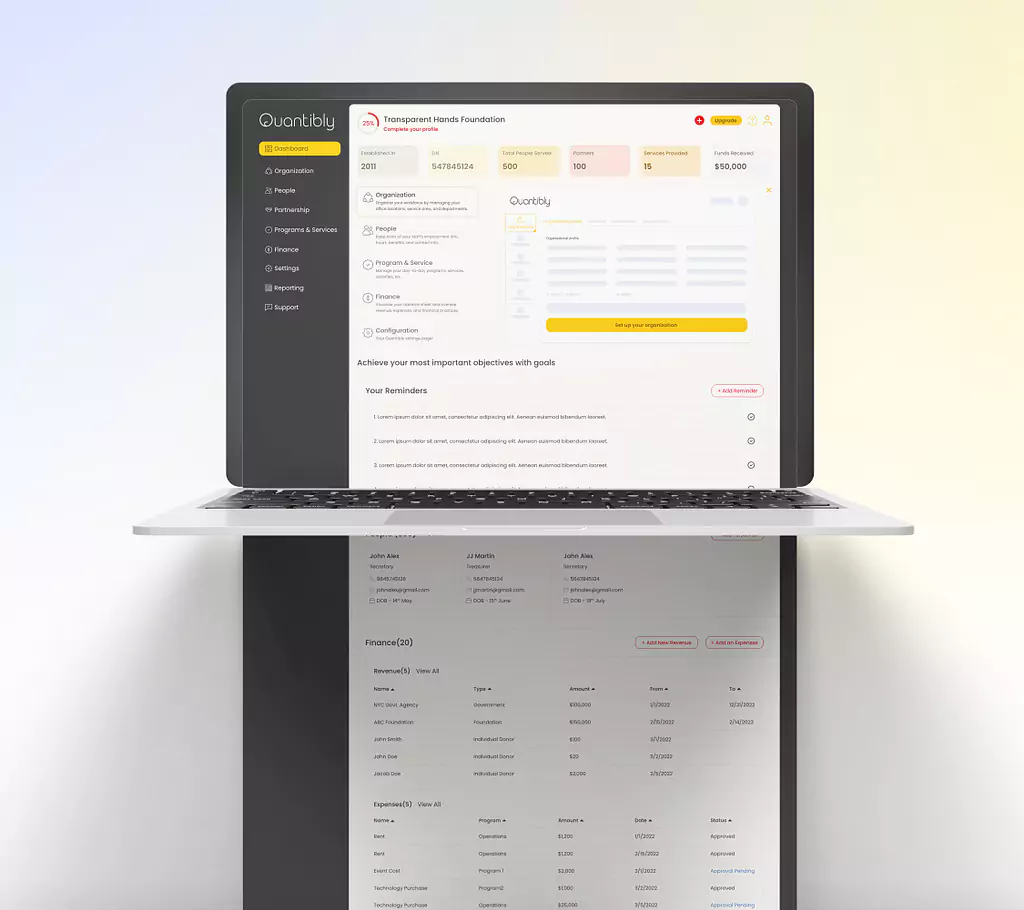 Quantibly
Dashboard
Organization
People
Partnership
Programs & Services
Finance
Settings
Reporting
Support
25%
Transparent Hands Foundation
Complete your profile
Upgrade
Established In
2011
EIN
547845124
Total People Served
500
Partners
100
Services Provided
15
Funds Received
$50,000
Organization
Organize your workforce by managing your
office locations, service area, and departments.
People
Keep track of your staff's employment info,
hours, benefits, and contact info.
Program & Service
Manage your day-to-day programs, services,
activities, etc.
Finance
revenue, expenses, and financial practices.
Configuration
Your Quantibly settings page!
Quantibly
Organizational profile
Set up your organization
Achieve your most important objectives with goals
Your Reminders
+ Add Reminder
1. Lorem ipsum dolor sit amet, consectetur adipiscing elit. Aenean euismod bibendum laoreet.
2. Lorem ipsum dolor sit amet, consectetur adipiscing elit. Aenean euismod bibendum laoreet.
3. Lorem ipsum dolor sit amet, consectetur adipiscing elit. Aenean euismod bibendum laoreet.
John Alex
Secretary
johnalex@gmail.com
DOB - 14th May
JJ Martin
Treasurer
5847845124
jjmartin@gmail.com
DOB - 25th June
John Alex
Secretary
johnalex@gmail.com
DOB - 19th July
Finance(20)
+ Add New Revenue
+ Add an Expenses
Revenue(5) View All
Name Type Amount From To
NYC Govt. Agency Government $100,000 1/1/2022 12/31/2022
ABC Foundation Foundation $150,000 2/15/2022 2/14/2023
John Smith Individual Donor $100 3/1/2022
John Doe Individual Donor $20 3/2/2022
Jacob Doe Individual Donor $2,000 3/5/2022
Expenses(5) View All
Name Program Amount Date Status
Rent Operations $1,200 1/1/2022 Approved
Rent Operations $1,200 2/15/2022 Approved
Event Cost Program 1 $2,800 3/1/2022 Approval Pending
Technology Purchase Program2 $1,000 3/2/2022 Approved
Technology Purchase Operations $25,000 3/5/2022 Approval Pending